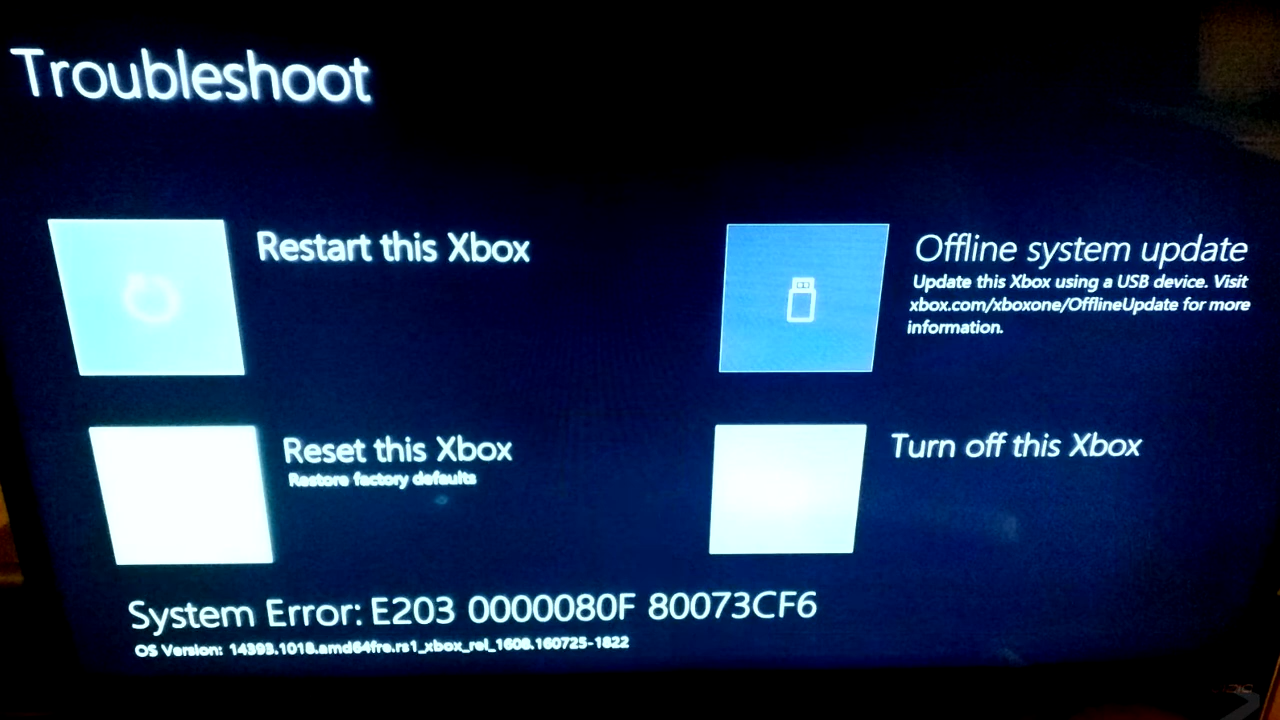 Troubleshoot
Restart this Xbox
Offline system update
Update this Xbox using a USB device. Visit
xbox.com/xboxone/OfflineUpdate for more
information.
Reset this Xbox
Restore factory defaults
Turn off this Xbox
System Error: E203 0000080F 80073CF6
OS Version: 14393.1018.amd64fre.rs1_xbox_rel_1608.160725-1822